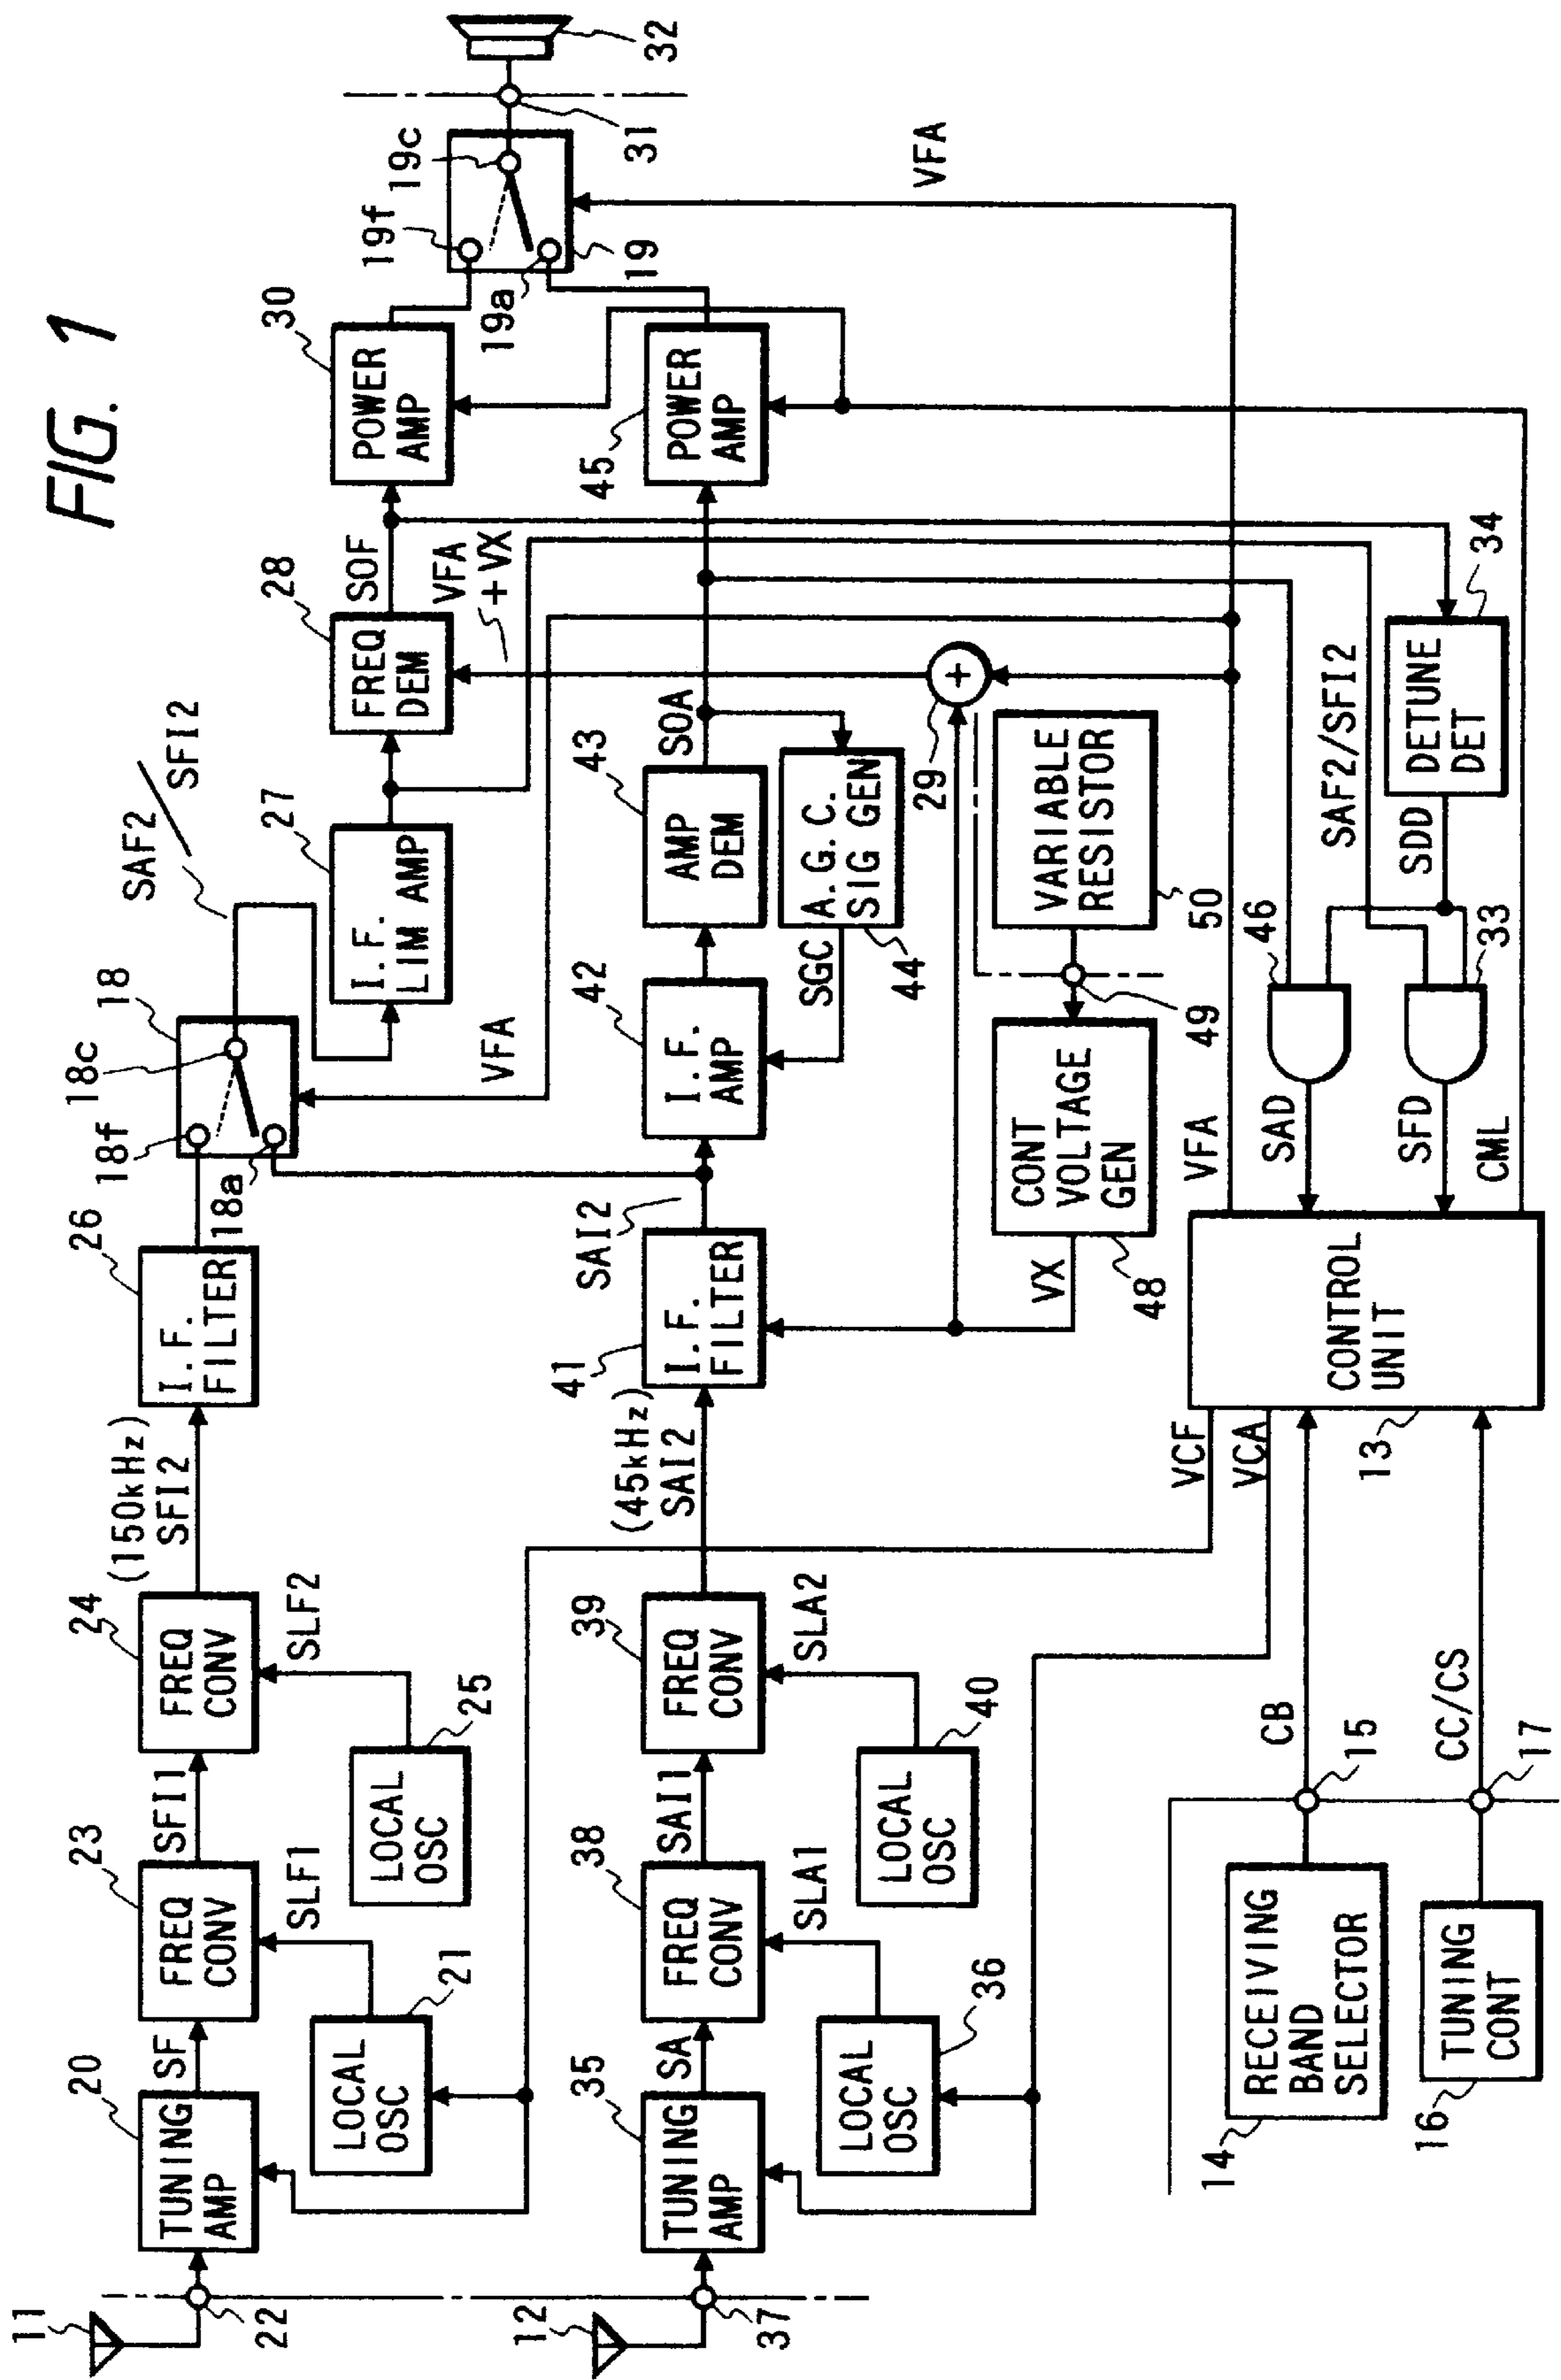 FIG. 1
11
22
20
TUNING
AMP
SF
23
FREQ
CONV
SFI1
24
FREQ
CONV
(150kHz)
SFI2
26
I.F.
FILTER
18f
18c
18
18a
SAF2
/SFI2
VFA
27
I.F.
LIM AMP
28
FREQ
DEM
SOF
VFA
+VX
30
POWER
AMP
19f
19c
19a
19
31
32
SLF1
21
LOCAL
OSC
SLF2
25
LOCAL
OSC
12
37
35
TUNING
AMP
SA
38
FREQ
CONV
SAI1
39
FREQ
CONV
(45kHz)
SAI2
41
I.F.
FILTER
SAI2
42
I.F.
AMP
43
AMP
DEM
SOA
45
POWER
AMP
SGC
A.G.C.
SIG GEN
44
SLA1
36
LOCAL
OSC
SLA2
40
LOCAL
OSC
29
+
VX
CONT
VOLTAGE
GEN
48
49
VARIABLE
RESISTOR
50
VFA
VCF
VCA
14
RECEIVING
BAND
SELECTOR
15
CB
16
TUNING
CONT
17
CC/CS
13
CONTROL
UNIT
VFA
SAD
SFD
CML
46
33
SAF2/SFI2
SDD
DETUNE
DET
34